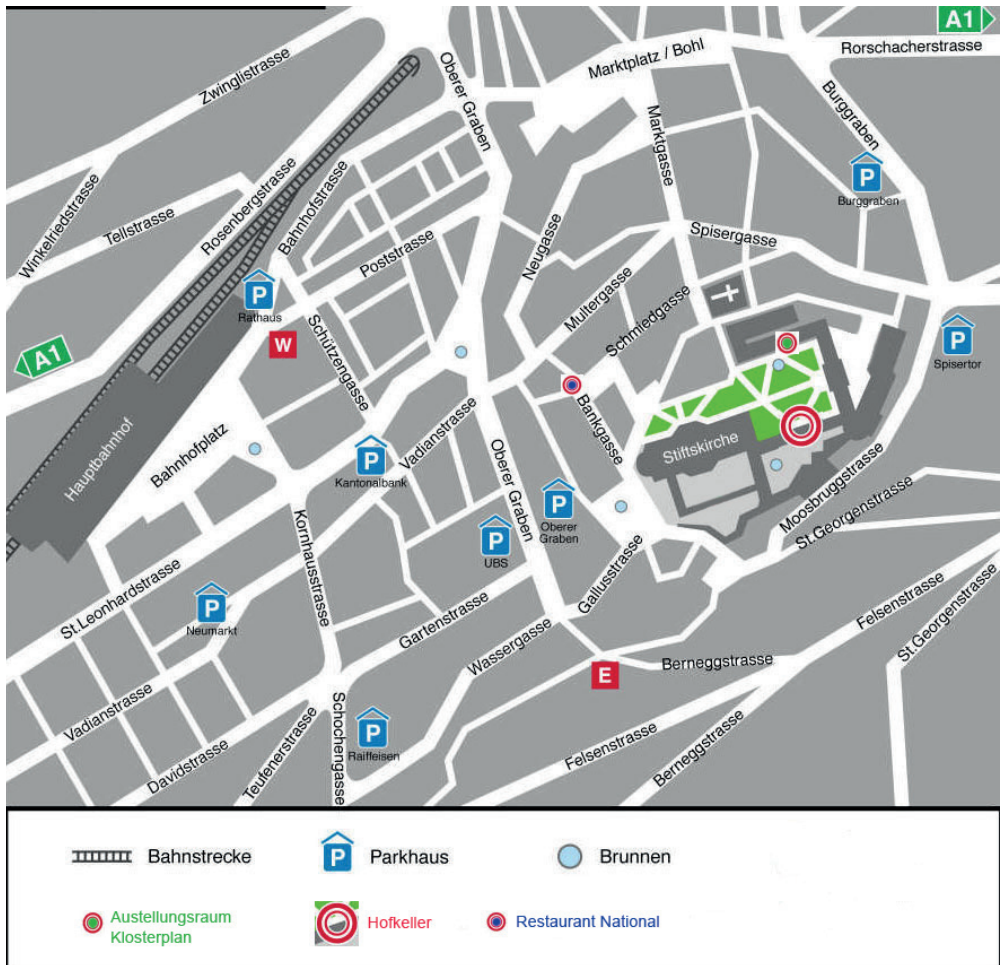 A1
Rorschacherstrasse
Marktplatz / Bohl
Oberer Graben
Zwinglistrasse
Burggraben
Marktgasse
P
Burggraben
Winkelriedstrasse
Tellstrasse
Rosenbergstrasse
Bahnhofstrasse
Poststrasse
Neugasse
Spisergasse
Multergasse
Schmiedgasse
P
Rathaus
W
Schützengasse
A1
P
Spisertor
Bankgasse
Stiftskirche
Vadianstrasse
Oberer Graben
Hauptbahnhof
Bahnhofplatz
P
Kantonalbank
Moosbruggstrasse
St.Georgenstrasse
P
Oberer
Graben
P
UBS
Kornhausstrasse
Gallusstrasse
St.Leonhardstrasse
P
Neumarkt
Gartenstrasse
Wassergasse
Felsenstrasse
St.Georgenstrasse
E
Berneggstrasse
Vadianstrasse
Davidstrasse
Teufenerstrasse
Schochengasse
P
Raiffeisen
Felsenstrasse
Berneggstrasse
Bahnstrecke
P
Parkhaus
Brunnen
Austellungsraum
Klosterplan
Hofkeller
Restaurant National